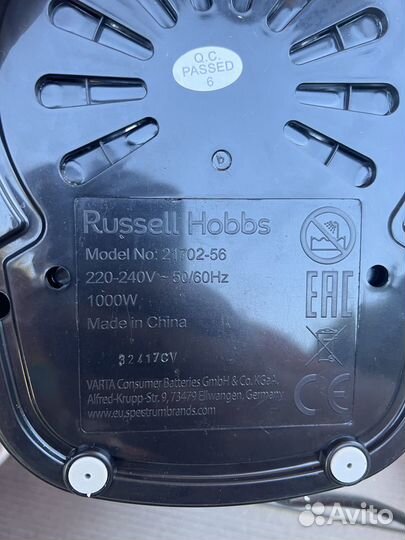 Q.C.
PASSED
6
b
Russell Hobbs
Model No: 21702-56
220-240V ~ 50/60Hz
1000W
Made in China
32417CV
VARTA Consumer Batteries GmbH & Co. KGaA,
Alfred-Krupp-Str. 9, 73479 Ellwangen, Germany
www.eu.spectrumbrands.com
EAC
CE
Avito